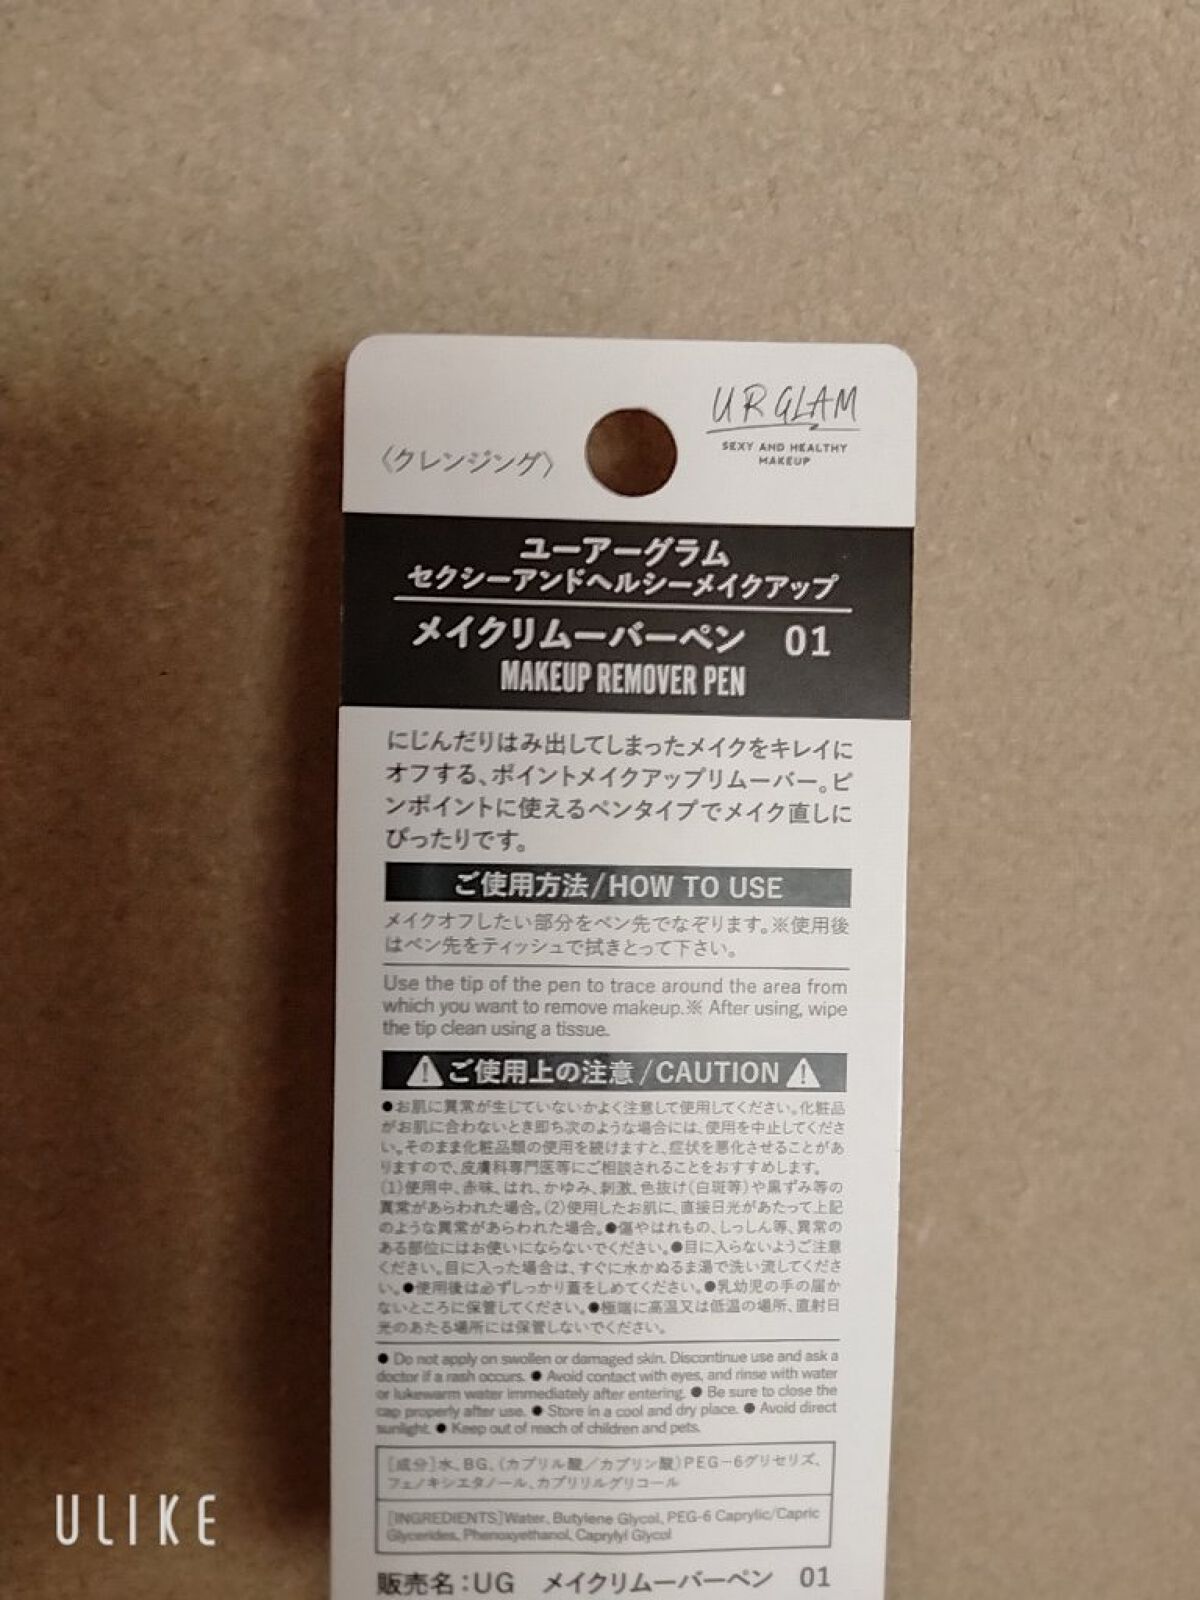 〈クレンジング〉
UR GLAM
SEXY AND HEALTHY
MAKEUP
ユーアーグラム
セクシーアンドヘルシーメイクアップ
メイクリムーバーペン 01
MAKEUP REMOVER PEN
にじんだりはみ出してしまったメイクをキレイに
オフする、ポイントメイクアップリムーバー。ピ
ンポイントに使えるペンタイプでメイク直しに
ぴったりです。
ご使用方法/HOW TO USE
メイクオフしたい部分をペン先でなぞります。※使用後
はペン先をティッシュで拭きとって下さい。
Use the tip of the pen to trace around the area from
which you want to remove makeup.※ After using, wipe
the tip clean using a tissue.
ご使用上の注意/CAUTION
●お肌に異常が生じていないかよく注意して使用してください。化粧品
がお肌に合わないとき即ち次のような場合には、使用を中止してくださ
い。そのまま化粧品類の使用を続けますと、症状を悪化させることがあ
りますので、皮膚科専門医等にご相談されることをおすすめします。
(1)使用中、赤味、はれ、かゆみ、刺激、色抜け(白斑等)や黒ずみ等の
異常があらわれた場合。(2)使用したお肌に、直接日光があたって上記
のような異常があらわれた場合。●傷やはれもの、しっしん等、異常の
ある部位にはお使いにならないでください。●目に入らないようご注意
ください。目に入った場合は、すぐに水かぬるま湯で洗い流してくださ
い。●使用後は必ずしっかり蓋をしめてください。●乳幼児の手の届か
ないところに保管してください。●極端に高温又は低温の場所、直射日
光のあたる場所には保管しないでください。
● Do not apply on swollen or damaged skin. Discontinue use and ask a
doctor if a rash occurs. ● Avoid contact with eyes, and rinse with water
or lukewarm water immediately after entering. ● Be sure to close the
cap properly after use. ● Store in a cool and dry place. ● Avoid direct
sunlight. ● Keep out of reach of children and pets.
[成分]水、BG、(カプリル酸／カプリン酸)PEG-6グリセリズ、
フェノキシエタノール、カプリリルグリコール
[INGREDIENTS]Water, Butylene Glycol, PEG-6 Caprylic/Capric
Glycerides, Phenoxyethanol, Caprylyl Glycol
販売名:UG メイクリムーバーペン 01
ULIKE